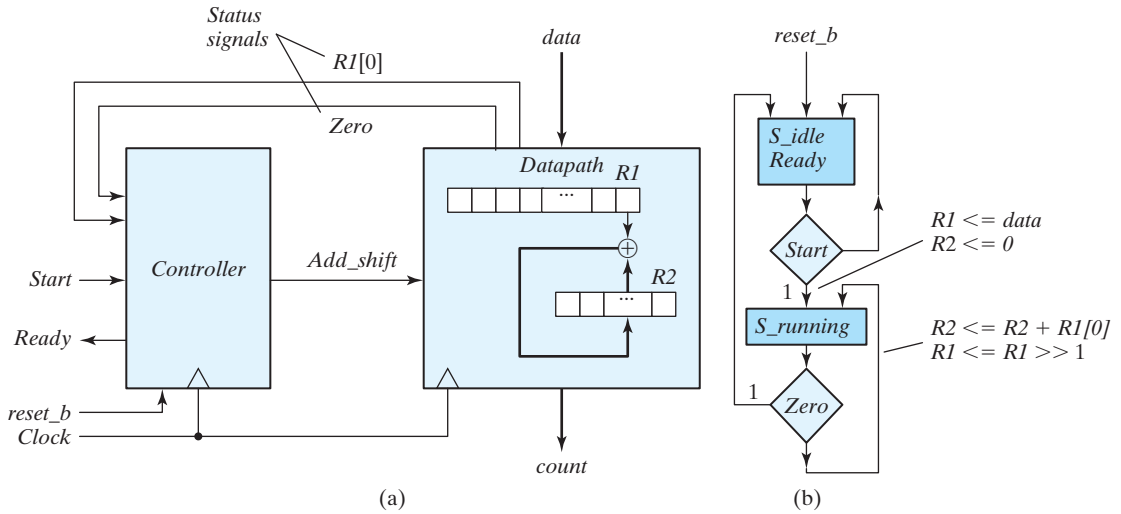 Status
signals
R1[0]
Zero
data
Datapath
R1
...
R2
...
Controller
Add_shift
Start
Ready
reset_b
Clock
count
(a)
reset_b
S_idle
Ready
Start
1
R1 <= data
R2 <= 0
S_running
R2 <= R2 + R1[0]
R1 <= R1 >> 1
1
Zero
(b)